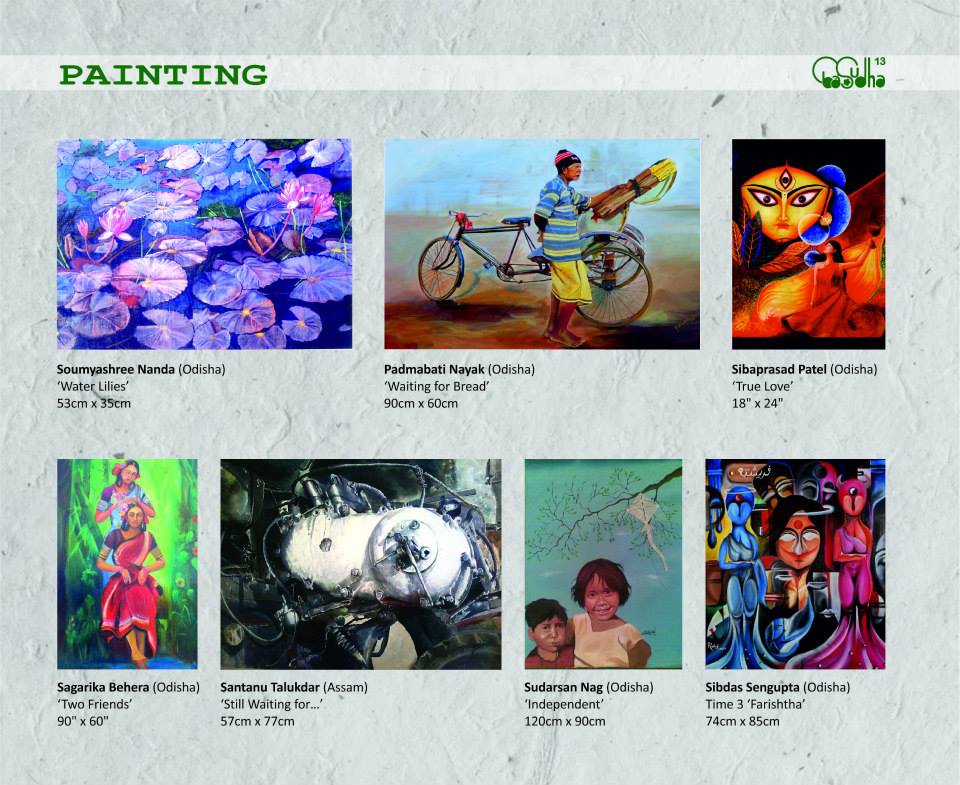 PAINTING
Basudha 13
Soumyashree Nanda (Odisha)
‘Water Lilies’
53cm x 35cm
Padmabati Nayak (Odisha)
‘Waiting for Bread’
90cm x 60cm
Sibaprasad Patel (Odisha)
‘True Love’
18" x 24"
Sagarika Behera (Odisha)
‘Two Friends’
90" x 60"
Santanu Talukdar (Assam)
‘Still Waiting for...’
57cm x 77cm
Sudarsan Nag (Odisha)
‘Independent’
120cm x 90cm
Sibdas Sengupta (Odisha)
Time 3 ‘Farishtha’
74cm x 85cm